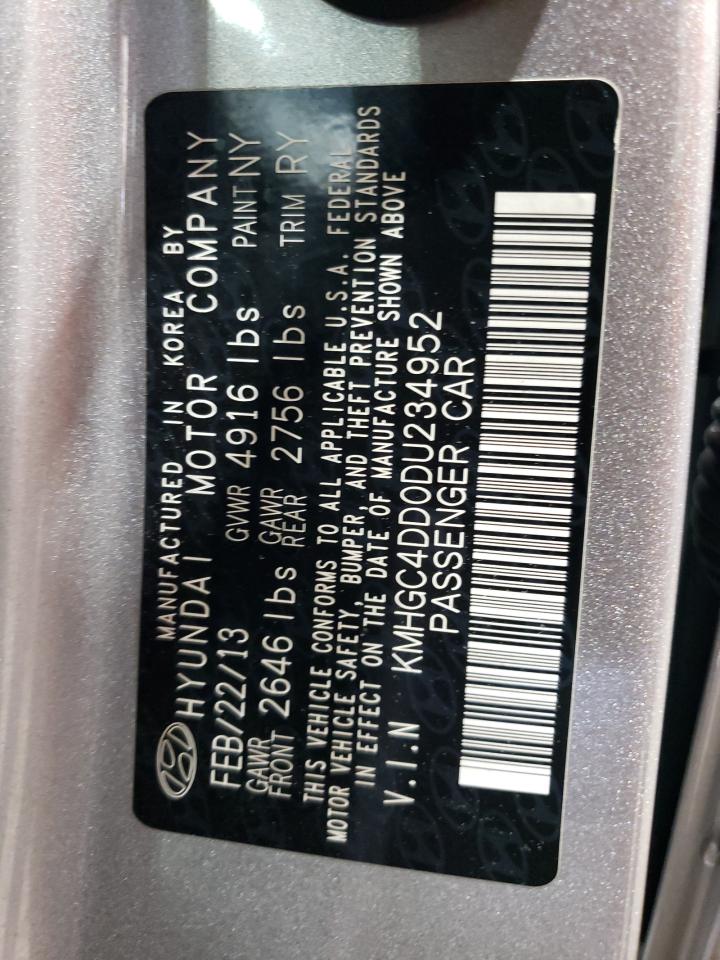 MANUFACTURED IN KOREA BY
HYUNDAI MOTOR COMPANY
FEB/22/13 GVWR 4916 lbs PAINT NY
GAWR FRONT 2646 lbs GAWR REAR 2756 lbs TRIM RY
THIS VEHICLE CONFORMS TO ALL APPLICABLE U.S.A. FEDERAL
MOTOR VEHICLE SAFETY, BUMPER, AND THEFT PREVENTION STANDARDS
IN EFFECT ON THE DATE OF MANUFACTURE SHOWN ABOVE
V.I.N KMHGC4DD0DU234952
PASSENGER CAR